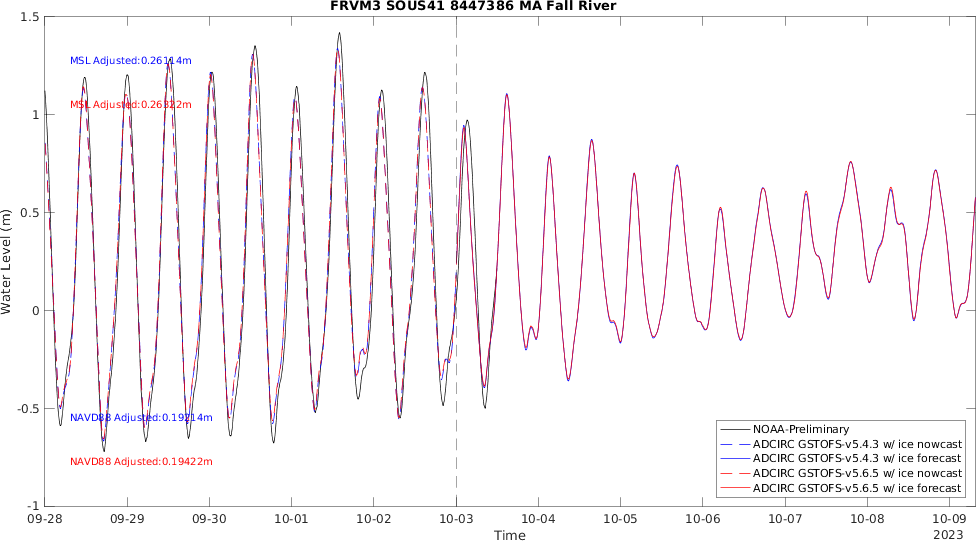 FRVM3 SOUS41 8447386 MA Fall River
1.5
1
0.5
0
-0.5
-1
Water Level (m)
MSL Adjusted:0.26114m
MSL Adjusted:0.26322m
NAVD88 Adjusted:0.19214m
NAVD88 Adjusted:0.19422m
NOAA-Preliminary
ADCIRC GSTOFS-v5.4.3 w/ ice nowcast
ADCIRC GSTOFS-v5.4.3 w/ ice forecast
ADCIRC GSTOFS-v5.6.5 w/ ice nowcast
ADCIRC GSTOFS-v5.6.5 w/ ice forecast
09-28 09-29 09-30 10-01 10-02 10-03 10-04 10-05 10-06 10-07 10-08 10-09
2023
Time